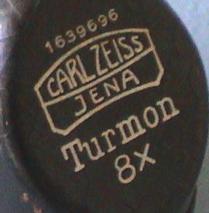 1639696
CARL ZEISS
JENA
Turmon
8x